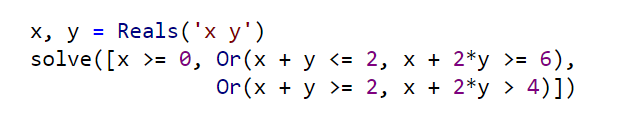 x, y = Reals('x y')
solve([x >= 0, Or(x + y <= 2, x + 2*y >= 6),
Or(x + y >= 2, x + 2*y > 4)])